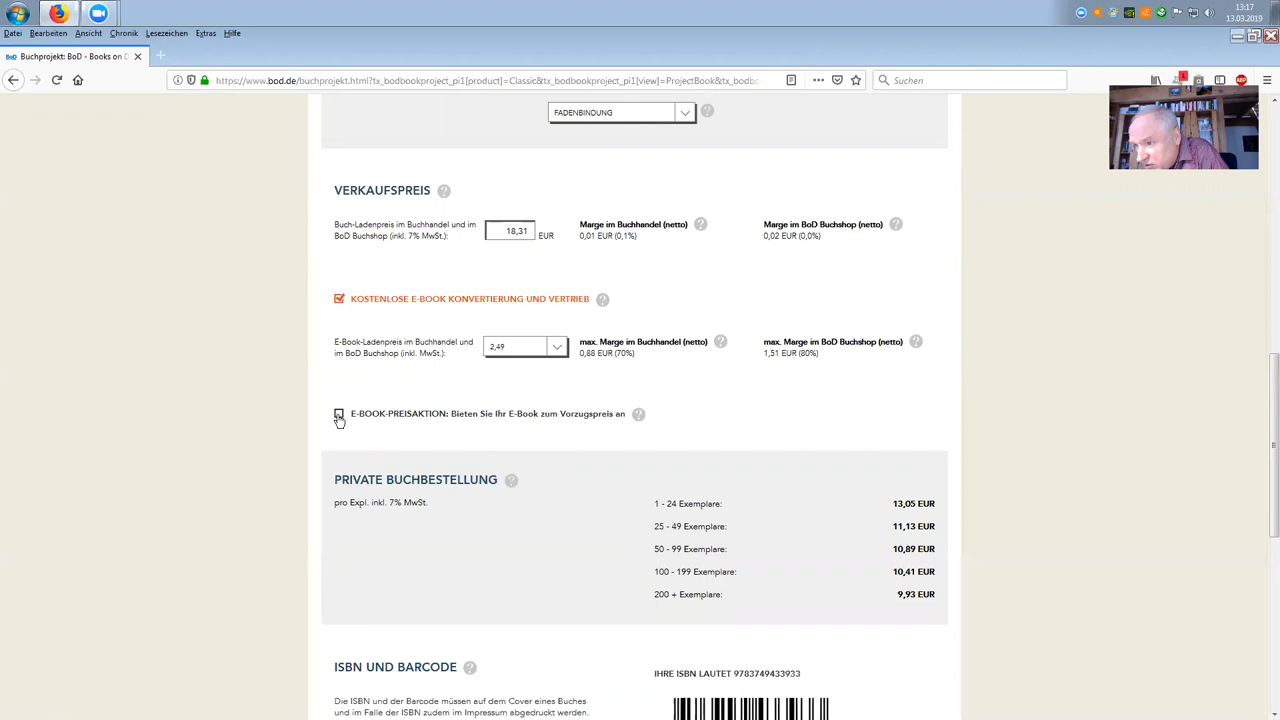 13:17
13.03.2019
Datei Bearbeiten Ansicht Chronik Lesezeichen Extras Hilfe
BoD Buchprojekt: BoD - Books on D
https://www.bod.de/buchprojekt.html?tx_bodbookproject_pi1[product]=Classic&tx_bodbookproject_pi1[view]=ProjectBook&tx_bodbo
Suchen
1
ABP
FADENBINDUNG
VERKAUFSPREIS ?
Buch-Ladenpreis im Buchhandel und im
BoD Buchshop (inkl. 7% MwSt.):
18,31 EUR
Marge im Buchhandel (netto) ?
0,01 EUR (0,1%)
Marge im BoD Buchshop (netto) ?
0,02 EUR (0,0%)
KOSTENLOSE E-BOOK KONVERTIERUNG UND VERTRIEB ?
E-Book-Ladenpreis im Buchhandel und
im BoD Buchshop (inkl. MwSt.):
2,49
max. Marge im Buchhandel (netto) ?
0,88 EUR (70%)
max. Marge im BoD Buchshop (netto) ?
1,51 EUR (80%)
E-BOOK-PREISAKTION: Bieten Sie Ihr E-Book zum Vorzugspreis an ?
PRIVATE BUCHBESTELLUNG ?
pro Expl. inkl. 7% MwSt.
1 - 24 Exemplare: 13,05 EUR
25 - 49 Exemplare: 11,13 EUR
50 - 99 Exemplare: 10,89 EUR
100 - 199 Exemplare: 10,41 EUR
200 + Exemplare: 9,93 EUR
ISBN UND BARCODE ?
IHRE ISBN LAUTET 9783749433933
Die ISBN und der Barcode müssen auf dem Cover eines Buches
und im Falle der ISBN zudem im Impressum abgedruckt werden.